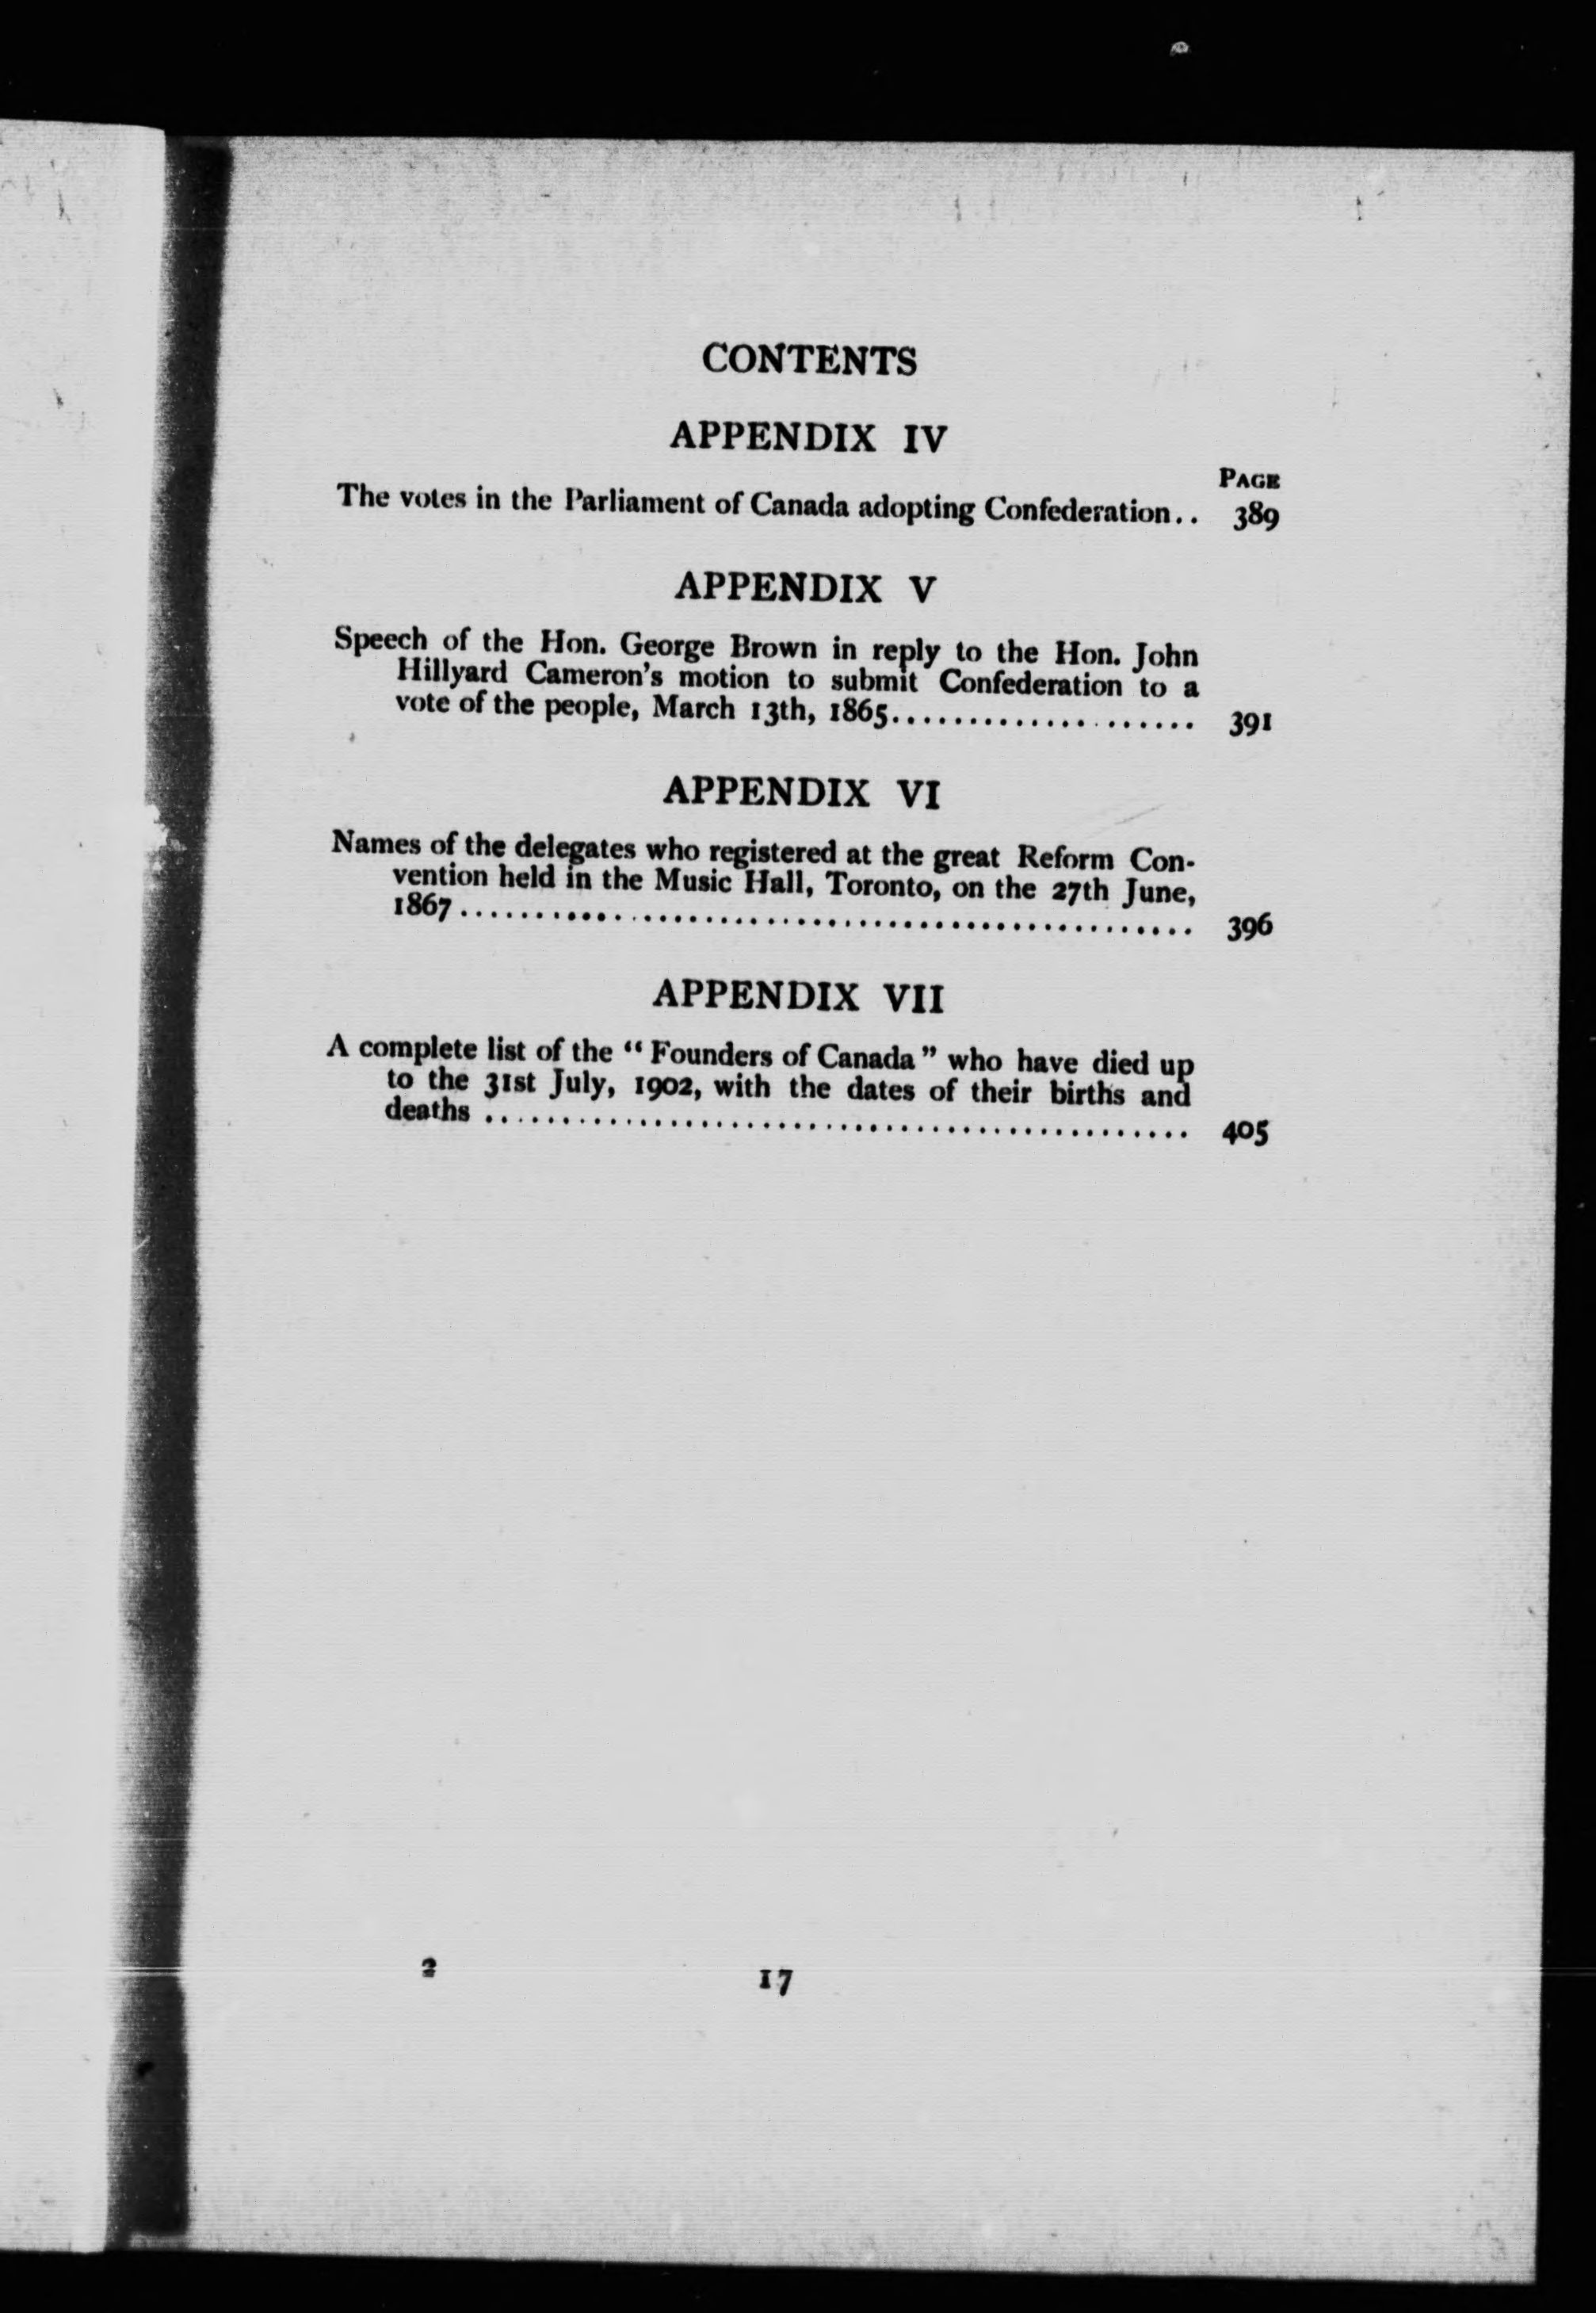 CONTENTS
APPENDIX IV
PAGE
The votes in the Parliament of Canada adopting Confederation.. 389
APPENDIX V
Speech of the Hon. George Brown in reply to the Hon. John
Hillyard Cameron's motion to submit Confederation to a
vote of the people, March 13th, 1865.................... 391
APPENDIX VI
Names of the delegates who registered at the great Reform Con-
vention held in the Music Hall, Toronto, on the 27th June,
1867................................................ 396
APPENDIX VII
A complete list of the "Founders of Canada" who have died up
to the 31st July, 1902, with the dates of their births and
deaths .............................................. 405
2 17